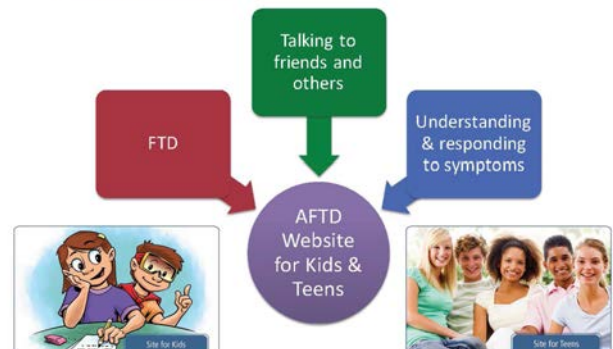 Talking to
friends and
others
FTD
Understanding
& responding
to symptoms
AFTD
Website
for Kids &
Teens
Site for Kids
Site for Teens